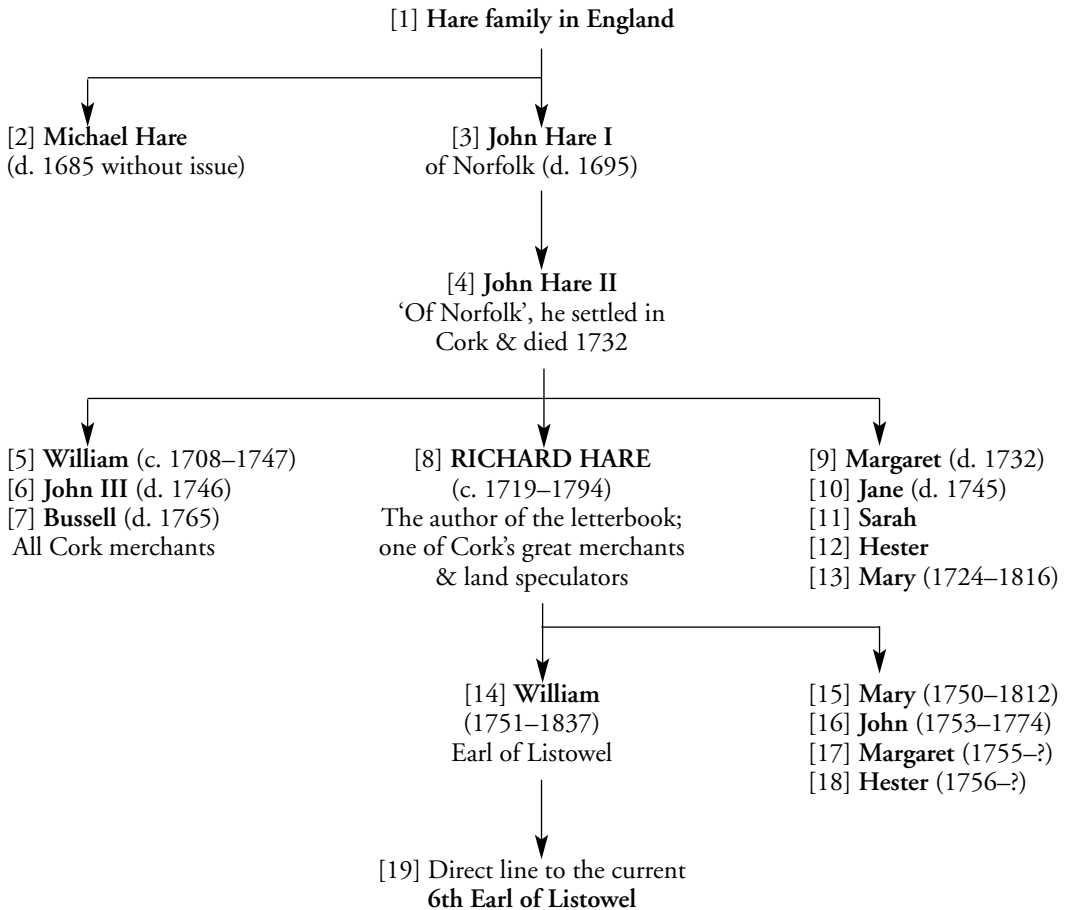 [1] Hare family in England
[2] Michael Hare
(d. 1685 without issue)
[3] John Hare I
of Norfolk (d. 1695)
[4] John Hare II
‘Of Norfolk’, he settled in
Cork & died 1732
[5] William (c. 1708–1747)
[6] John III (d. 1746)
[7] Bussell (d. 1765)
All Cork merchants
[8] RICHARD HARE
(c. 1719–1794)
The author of the letterbook;
one of Cork’s great merchants
& land speculators
[9] Margaret (d. 1732)
[10] Jane (d. 1745)
[11] Sarah
[12] Hester
[13] Mary (1724–1816)
[14] William
(1751–1837)
Earl of Listowel
[15] Mary (1750–1812)
[16] John (1753–1774)
[17] Margaret (1755–?)
[18] Hester (1756–?)
[19] Direct line to the current
6th Earl of Listowel